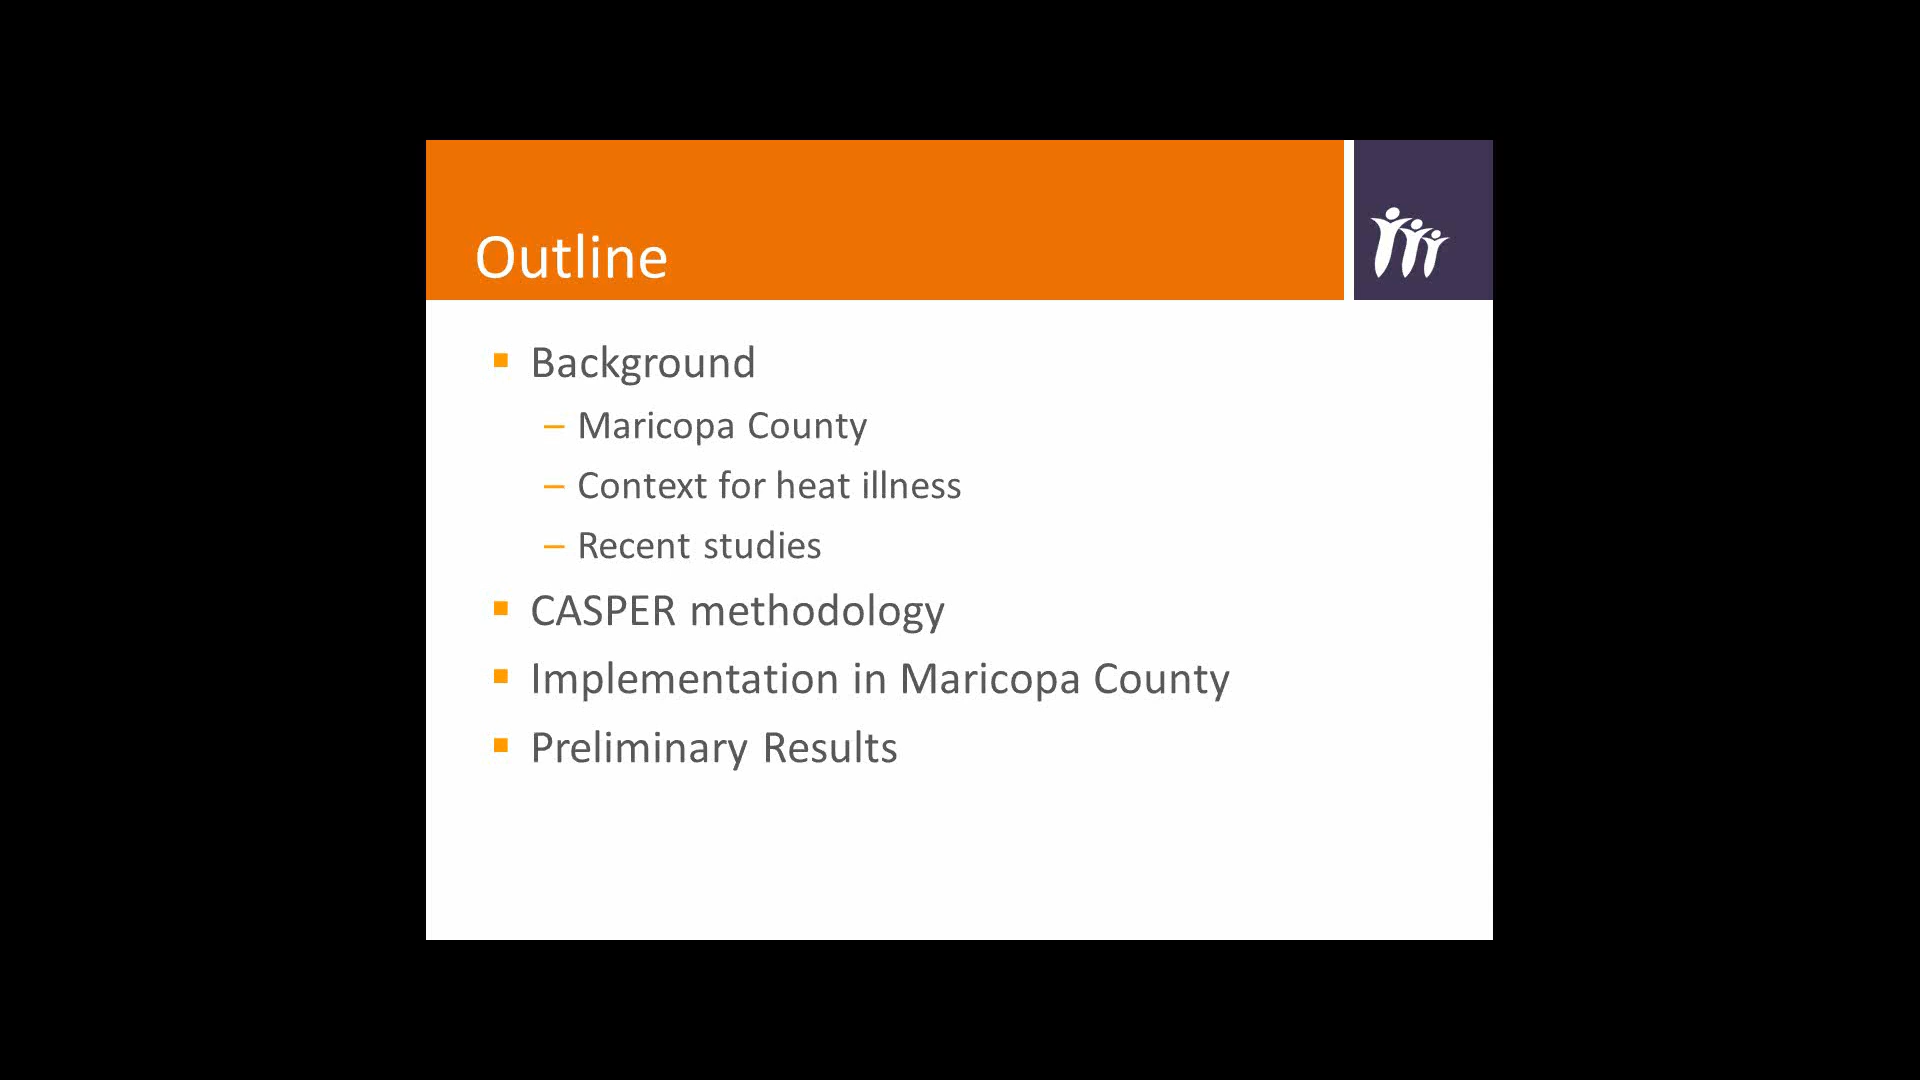 Outline
▪ Background
– Maricopa County
– Context for heat illness
– Recent studies
▪ CASPER methodology
▪ Implementation in Maricopa County
▪ Preliminary Results